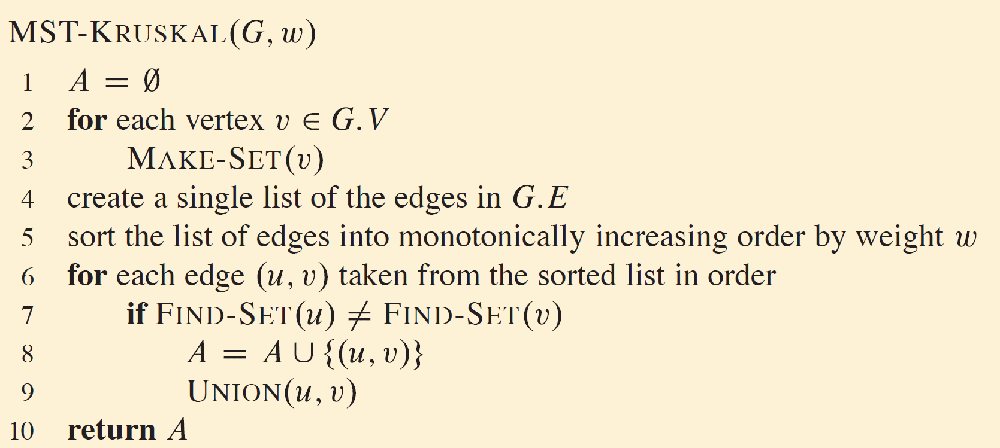 MST-KRUSKAL(G, w)
1 A = ∅
2 for each vertex v ∈ G.V
3 MAKE-SET(v)
4 create a single list of the edges in G.E
5 sort the list of edges into monotonically increasing order by weight w
6 for each edge (u, v) taken from the sorted list in order
7 if FIND-SET(u) ≠ FIND-SET(v)
8 A = A ∪ {(u, v)}
9 UNION(u, v)
10 return A